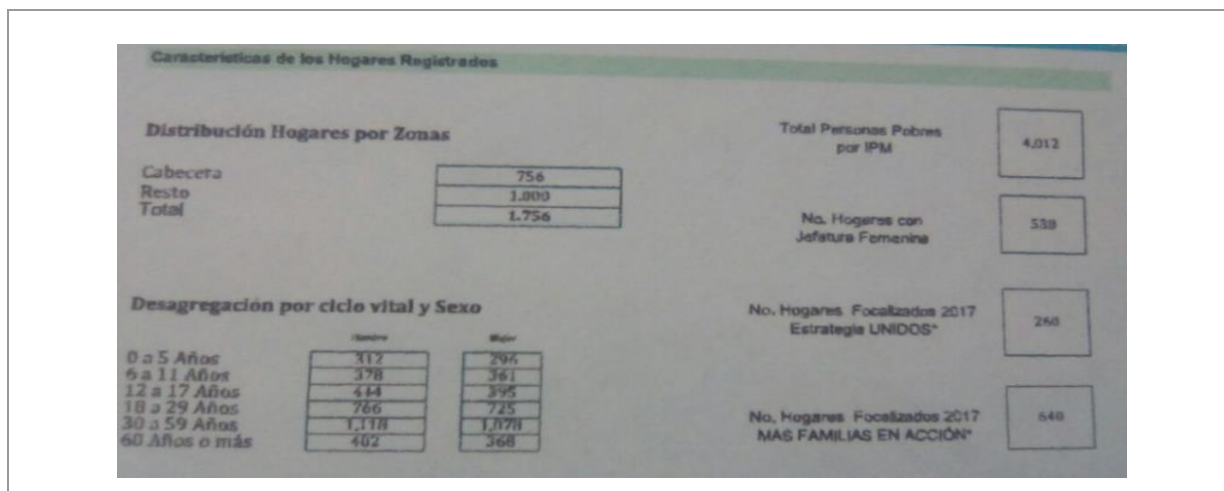 Características de los Hogares Registrados
Distribución Hogares por Zonas
Cabecera 756
Resto 1.000
Total 1.756
Total Personas Pobres
por IPM
4,012
No. Hogares con
Jefatura Femenina
Desagregación por ciclo vital y Sexo
Hombre Mujer
0 a 5 Años 312 296
6 a 11 Años 378 361
12 a 17 Años 395
18 a 29 Años 766 725
30 a 59 Años 1,118 1,078
60 Años o más 402 368
No. Hogares Focalizados 2017
Estrategia UNIDOS*
260
No. Hogares Focalizados 2017
MAS FAMILIAS EN ACCIÓN*
640